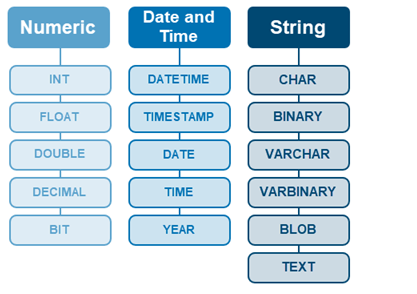 Numeric
INT
FLOAT
DOUBLE
DECIMAL
BIT
Date and
Time
DATETIME
TIMESTAMP
DATE
TIME
YEAR
String
CHAR
BINARY
VARCHAR
VARBINARY
BLOB
TEXT